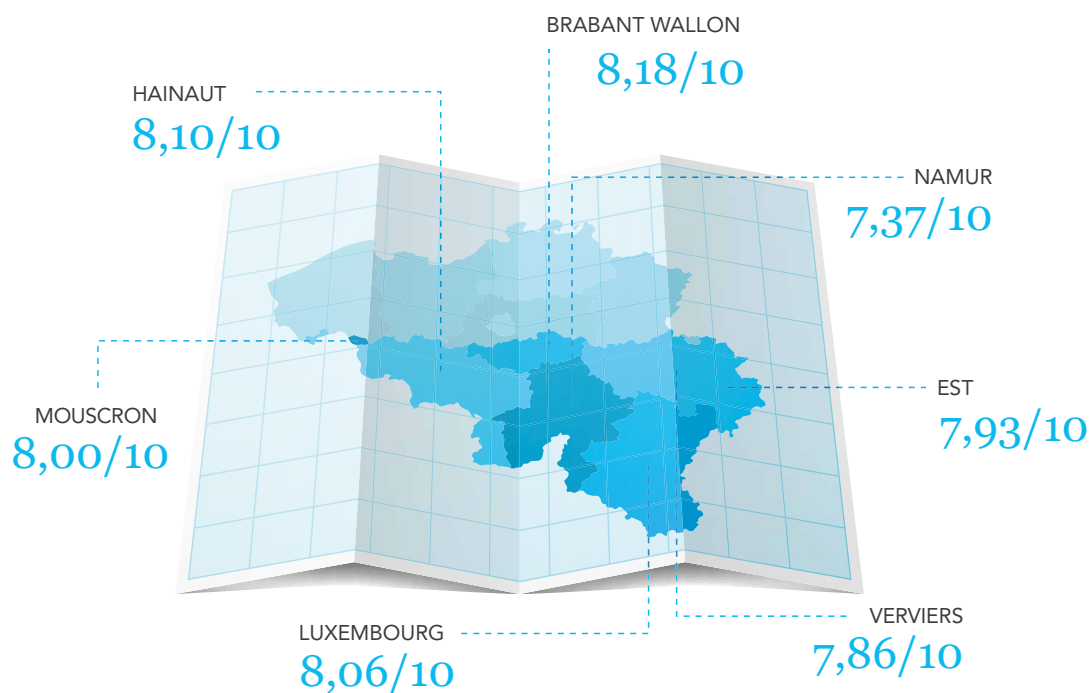 BRABANT WALLON
8,18/10
HAINAUT
8,10/10
NAMUR
7,37/10
MOUSCRON
8,00/10
EST
7,93/10
LUXEMBOURG
8,06/10
VERVIERS
7,86/10